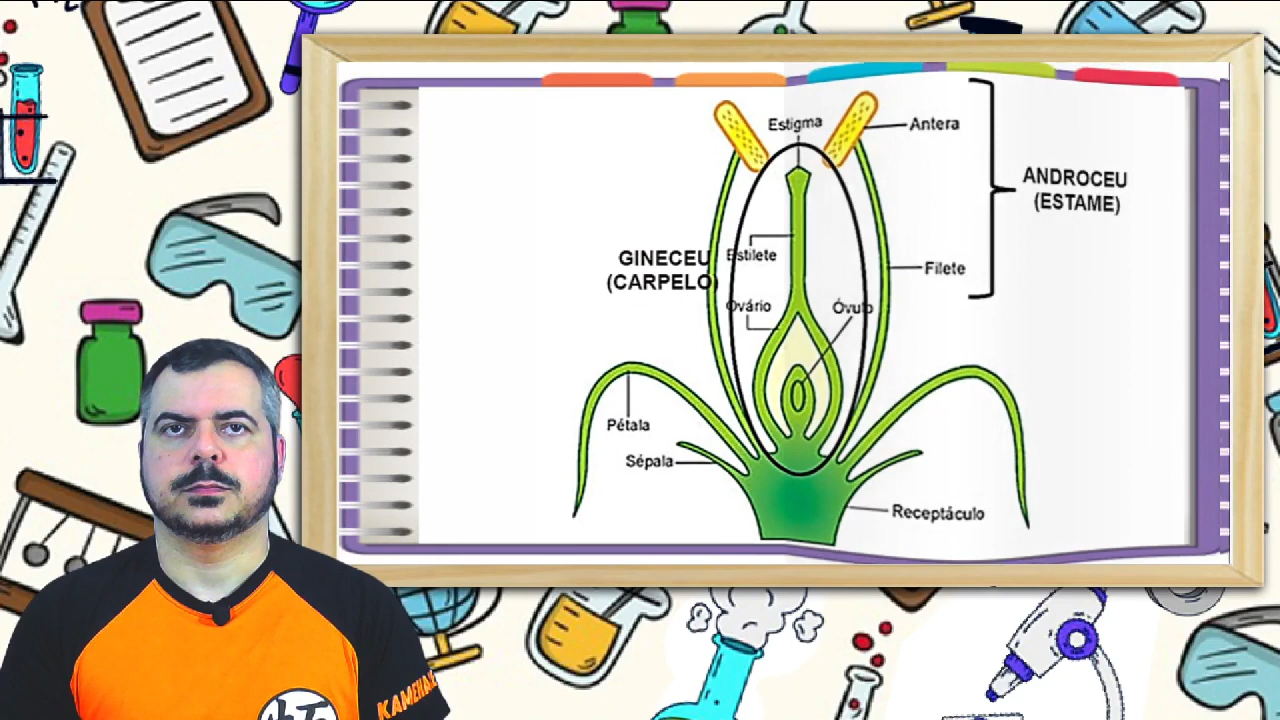 Estigma
Antera
ANDROCEU
(ESTAME)
GINECEU
(CARPELO)
Estilete
Filete
Ovário
Óvulo
Pétala
Sépala
Receptáculo